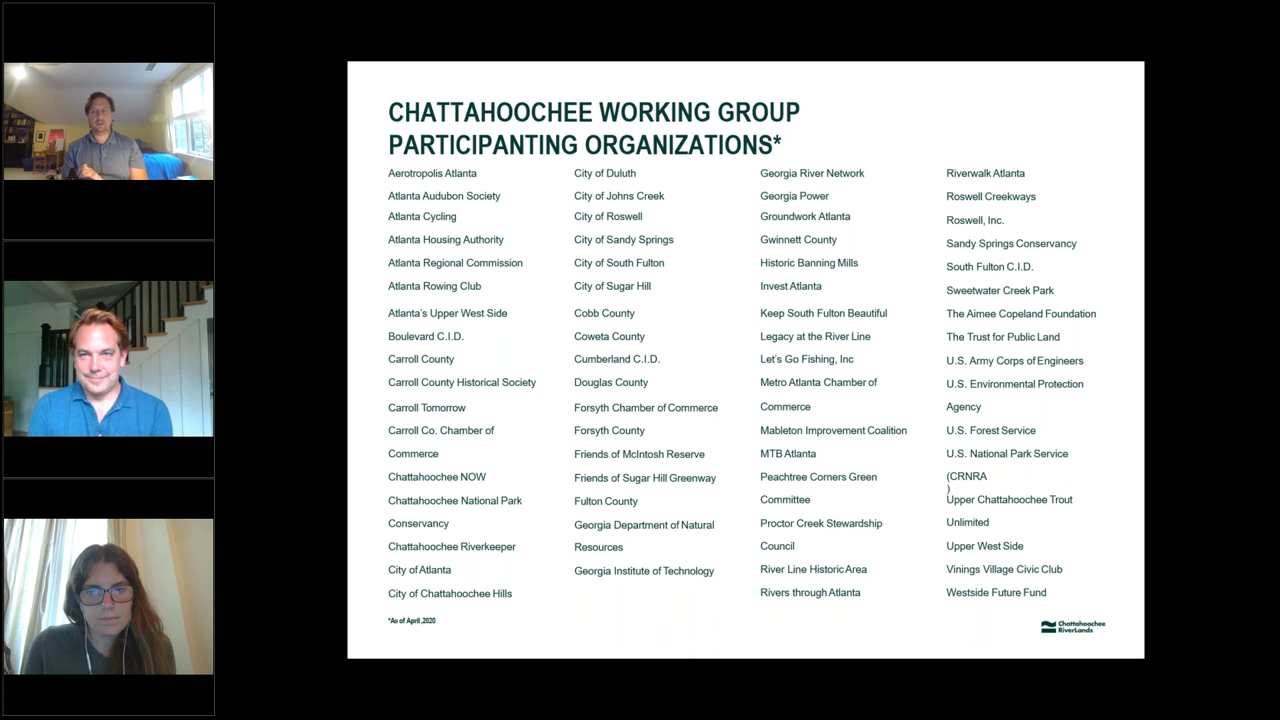 CHATTAHOOCHEE WORKING GROUP
PARTICIPANTING ORGANIZATIONS*
Aerotropolis Atlanta
Atlanta Audubon Society
Atlanta Cycling
Atlanta Housing Authority
Atlanta Regional Commission
Atlanta Rowing Club
Atlanta's Upper West Side
Boulevard C.I.D.
Carroll County
Carroll County Historical Society
Carroll Tomorrow
Carroll Co. Chamber of
Commerce
Chattahoochee NOW
Chattahoochee National Park
Conservancy
Chattahoochee Riverkeeper
City of Atlanta
City of Chattahoochee Hills
City of Duluth
City of Johns Creek
City of Roswell
City of Sandy Springs
City of South Fulton
City of Sugar Hill
Cobb County
Coweta County
Cumberland C.I.D.
Douglas County
Forsyth Chamber of Commerce
Forsyth County
Friends of McIntosh Reserve
Friends of Sugar Hill Greenway
Fulton County
Georgia Department of Natural
Resources
Georgia Institute of Technology
Georgia River Network
Georgia Power
Groundwork Atlanta
Gwinnett County
Historic Banning Mills
Invest Atlanta
Keep South Fulton Beautiful
Legacy at the River Line
Let's Go Fishing, Inc
Metro Atlanta Chamber of
Commerce
Mableton Improvement Coalition
MTB Atlanta
Peachtree Corners Green
Committee
Proctor Creek Stewardship
Council
River Line Historic Area
Rivers through Atlanta
Riverwalk Atlanta
Roswell Creekways
Roswell, Inc.
Sandy Springs Conservancy
South Fulton C.I.D.
Sweetwater Creek Park
The Aimee Copeland Foundation
The Trust for Public Land
U.S. Army Corps of Engineers
U.S. Environmental Protection
Agency
U.S. Forest Service
U.S. National Park Service
(CRNRA
)
Upper Chattahoochee Trout
Unlimited
Upper West Side
Vinings Village Civic Club
Westside Future Fund
*As of April ,2020
Chattahoochee
RiverLands